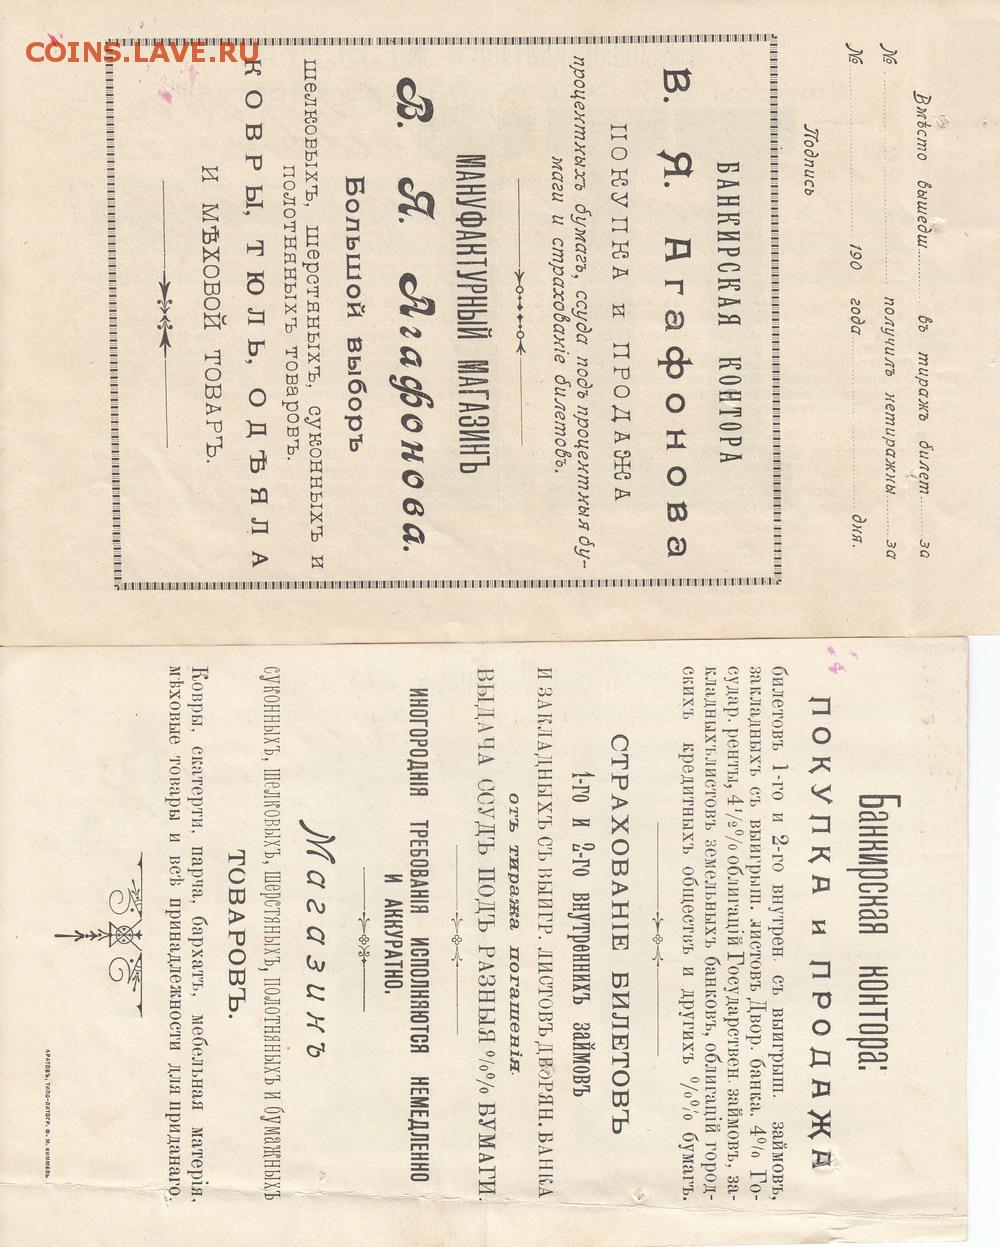 COINS.LAVE.RU
Вмѣсто вышедш. въ тиражъ билет за
№ получилъ нетиражны за
№ 190 года дня.
Подпись
БАНКИРСКАЯ КОНТОРА
В. Я. Агафонова
ПОКУПКА и ПРОДАЖА
процентныхъ бумагъ, ссуда подъ процентныя бу-
маги и страхованіе билетовъ.
МАНУФАКТУРНЫЙ МАГАЗИНЪ
В. Я. Агафонова.
Большой выборъ
шелковыхъ, шерстяныхъ, суконныхъ и
полотняныхъ товаровъ.
КОВРЫ, ТЮЛЬ, ОДѢЯЛА
И МѢХОВОЙ ТОВАРЪ.
Банкирская контора:
ПОКУПКА и ПРОДАЖА
билетовъ 1-го и 2-го внутрен. съ выигрыш. займовъ,
закладныхъ съ выигрыш. листовъ Двор. банка, 4% Го-
судар. ренты, 4½% облигацій Государствен. займовъ, за-
кладныхъ листовъ земельныхъ банковъ, облигацій город-
скихъ кредитныхъ обществъ и другихъ %% бумагъ.
СТРАХОВАНІЕ БИЛЕТОВЪ
1-го и 2-го внутреннихъ займовъ
И ЗАКЛАДНЫХЪ СЪ ВЫИГР. ЛИСТОВЪ ДВОРЯН. БАНКА
отъ тиража погашенія.
ВЫДАЧА ССУДЪ ПОДЪ РАЗНЫЯ %% БУМАГИ.
ИНОГОРОДНІЯ ТРЕБОВАНІЯ ИСПОЛНЯЮТСЯ НЕМЕДЛЕННО
И АККУРАТНО.
Магазинъ
суконныхъ, шелковыхъ, шерстяныхъ, полотняныхъ и бумажныхъ
ТОВАРОВЪ.
Ковры, скатерти, парча, бархатъ, мебельная матерія,
мѣховые товары и всѣ принадлежности для приданаго.
АРАТОВЪ, ТИПО-ЛИТОГР. Ф. М. КИММЕЛЬ.